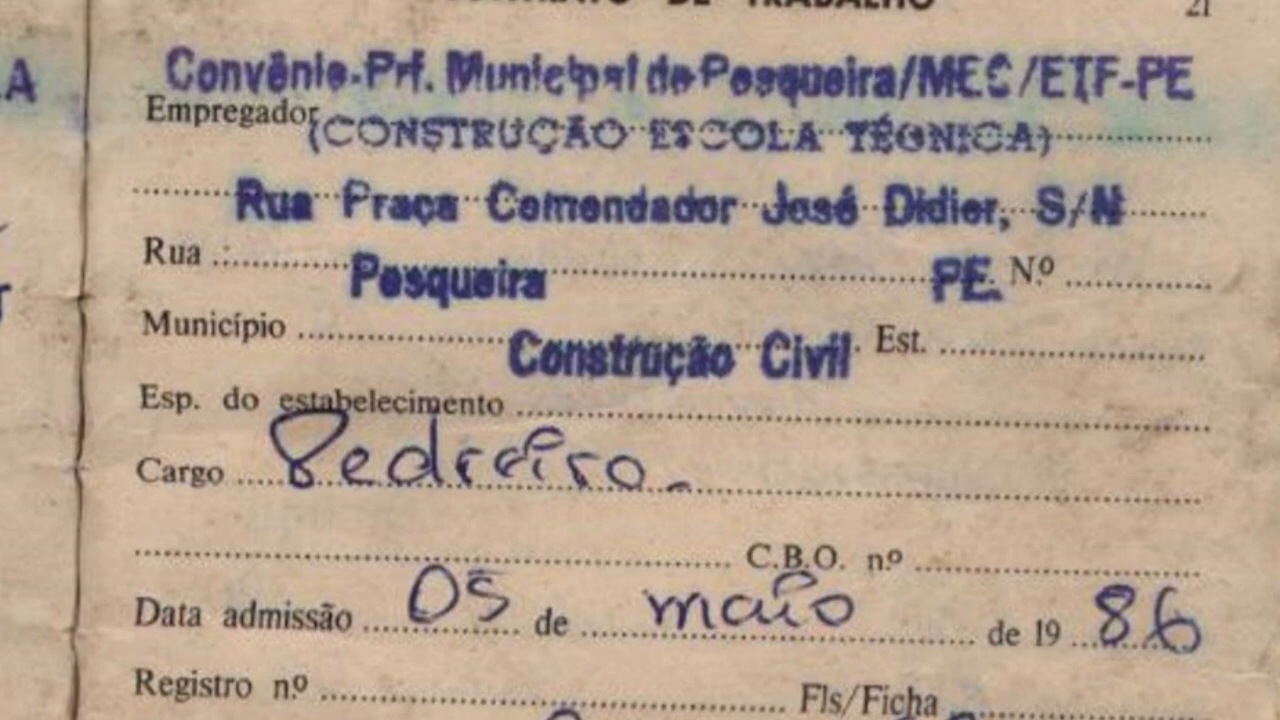 DE TRABALHO 21
Convênio-Prf. Municipal de Pesqueira/MEC/ETF-PE
Empregador (CONSTRUÇÃO ESCOLA TÉCNICA)
Rua Praça Comendador José Didier, S/N
Rua
Pesqueira PE. Nº
Município Est.
Construção Civil
Esp. do estabelecimento
Cargo Pedreiro.
C.B.O. nº
Data admissão 05 de maio de 19 86
Registro nº Fls/Ficha